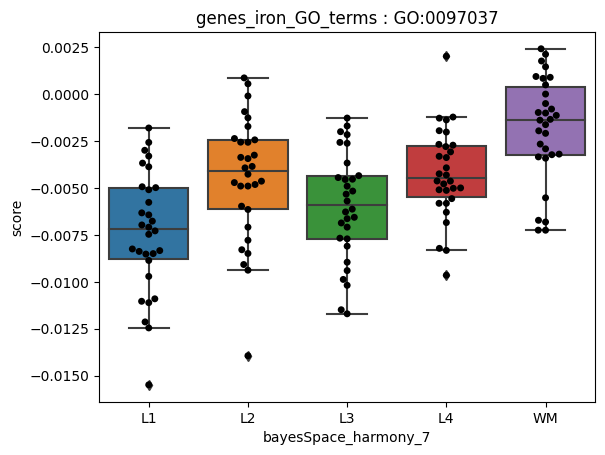 genes_iron_GO_terms : GO:0097037
score
0.0025
0.0000
−0.0025
−0.0050
−0.0075
−0.0100
−0.0125
−0.0150
L1 L2 L3 L4 WM
bayesSpace_harmony_7